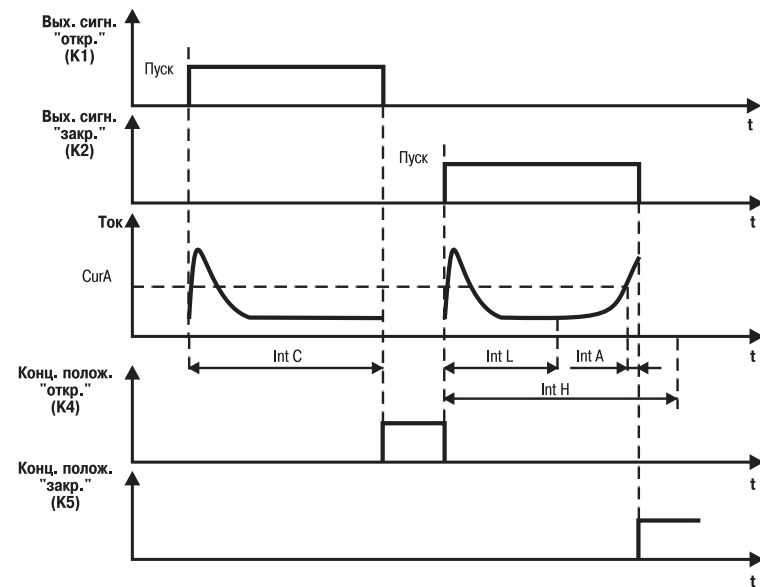 Вых. сигн.
"откр."
(K1)
Пуск
t
Вых. сигн.
"закр."
(K2)
Пуск
t
Ток
CurA
t
Int C
Int L
Int A
Int H
Конц. полож.
"откр."
(K4)
t
Конц. полож.
"закр."
(K5)
t